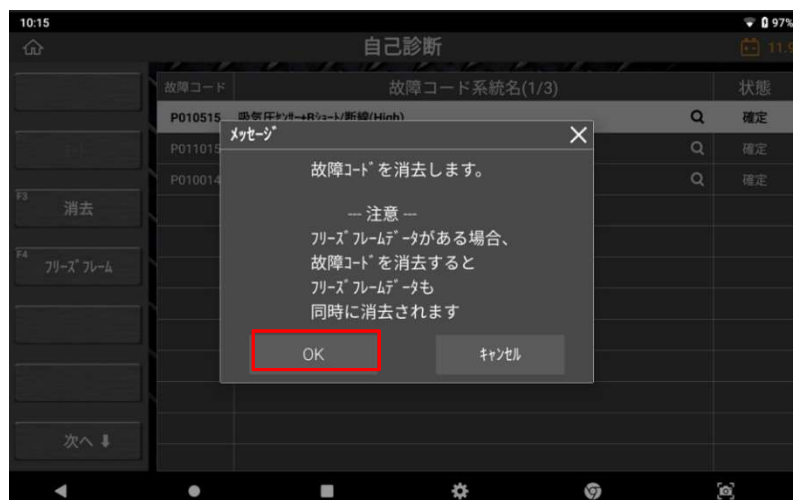 10:15
97%
自己診断
11.9
故障コード
故障コード系統名(1/3)
状態
P010515 吸気圧ｾﾝｻｰ+Bｼｮｰﾄ/断線(High) 確定
P011015 確定
P010014 確定
F3 消去
F4 ﾌﾘｰｽﾞﾌﾚｰﾑ
次へ
ﾒｯｾｰｼﾞ
故障ｺｰﾄﾞを消去します。
--- 注意 ---
ﾌﾘｰｽﾞﾌﾚｰﾑﾃﾞｰﾀがある場合、
故障ｺｰﾄﾞを消去すると
ﾌﾘｰｽﾞﾌﾚｰﾑﾃﾞｰﾀも
同時に消去されます
OK
ｷｬﾝｾﾙ